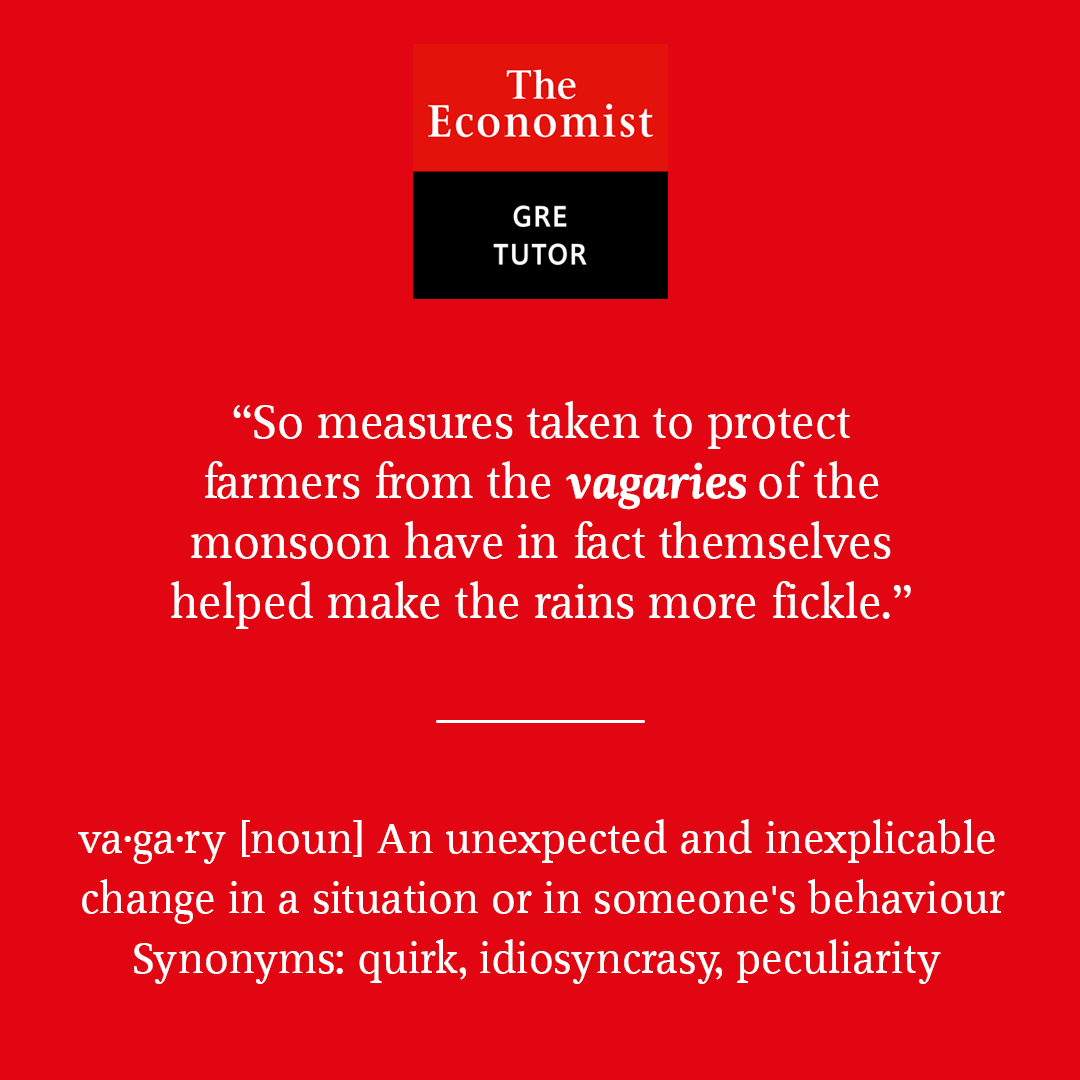 The
Economist
GRE
TUTOR
“So measures taken to protect
farmers from the vagaries of the
monsoon have in fact themselves
helped make the rains more fickle.”
va·ga·ry [noun] An unexpected and inexplicable
change in a situation or in someone's behaviour
Synonyms: quirk, idiosyncrasy, peculiarity